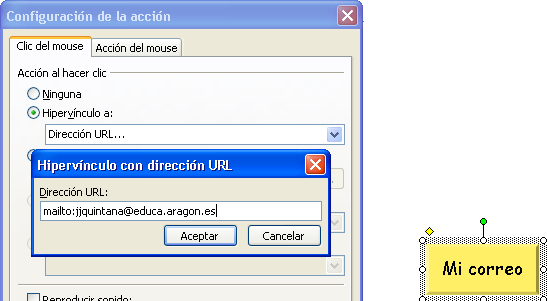 Configuración de la acción
Clic del mouse
Acción del mouse
Acción al hacer clic
Ninguna
Hipervínculo a:
Dirección URL...
Hipervínculo con dirección URL
Dirección URL:
mailto:jjquintana@educa.aragon.es
Aceptar
Cancelar
Mi correo
Reproducir sonido: